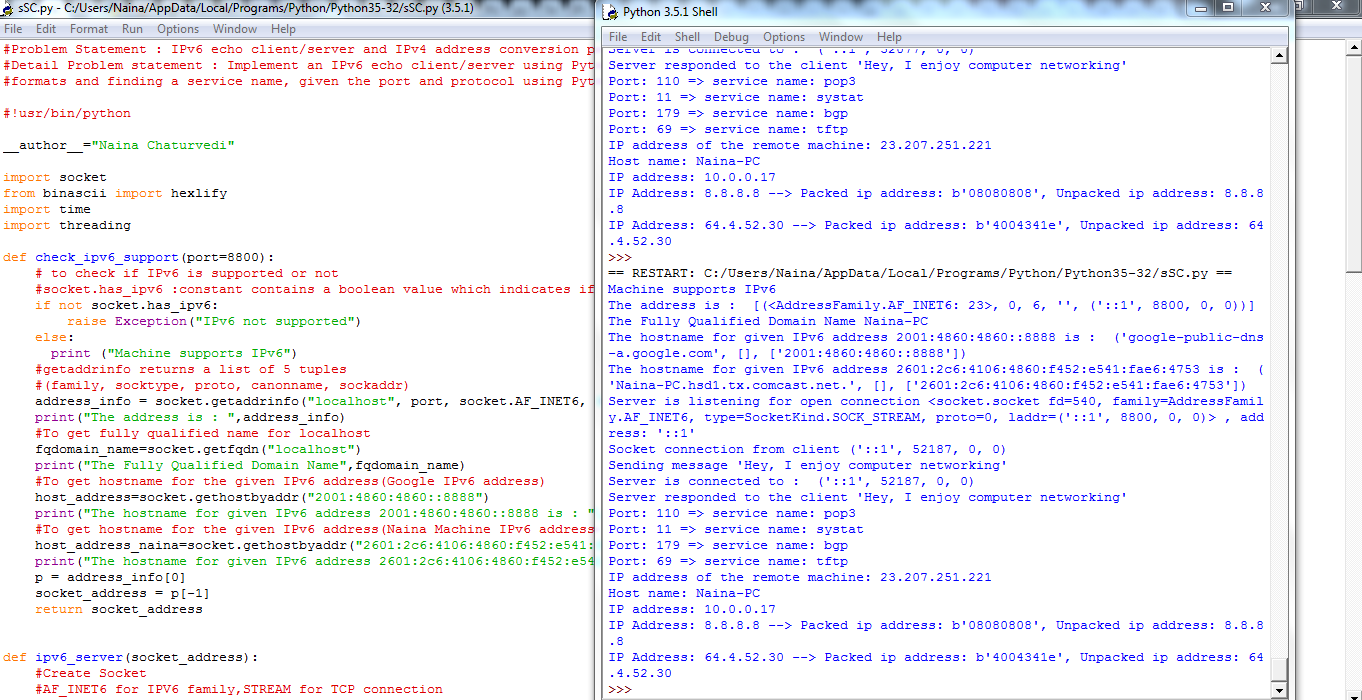 sSC.py - C:/Users/Naina/AppData/Local/Programs/Python/Python35-32/sSC.py (3.5.1)
File Edit Format Run Options Window Help
#Problem Statement : IPv6 echo client/server and IPv4 address conversion p
#Detail Problem statement : Implement an IPv6 echo client/server using Pyt
#formats and finding a service name, given the port and protocol using Pyt
#!usr/bin/python
__author__="Naina Chaturvedi"
import socket
from binascii import hexlify
import time
import threading
def check_ipv6_support(port=8800):
# to check if IPv6 is supported or not
#socket.has_ipv6 :constant contains a boolean value which indicates if
if not socket.has_ipv6:
raise Exception("IPv6 not supported")
else:
print ("Machine supports IPv6")
#getaddrinfo returns a list of 5 tuples
#(family, socktype, proto, canonname, sockaddr)
address_info = socket.getaddrinfo("localhost", port, socket.AF_INET6,
print("The address is : ",address_info)
#To get fully qualified name for localhost
fqdomain_name=socket.getfqdn("localhost")
print("The Fully Qualified Domain Name",fqdomain_name)
#To get hostname for the given IPv6 address(Google IPv6 address)
host_address=socket.gethostbyaddr("2001:4860:4860::8888")
print("The hostname for given IPv6 address 2001:4860:4860::8888 is : "
#To get hostname for the given IPv6 address(Naina Machine IPv6 address
host_address_naina=socket.gethostbyaddr("2601:2c6:4106:4860:f452:e541:
print("The hostname for given IPv6 address 2601:2c6:4106:4860:f452:e54
p = address_info[0]
socket_address = p[-1]
return socket_address
def ipv6_server(socket_address):
#Create Socket
#AF_INET6 for IPV6 family,STREAM for TCP connection
Python 3.5.1 Shell
File Edit Shell Debug Options Window Help
Server is connected to :  ('::1', 52077, 0, 0)
Server responded to the client 'Hey, I enjoy computer networking'
Port: 110 => service name: pop3
Port: 11 => service name: systat
Port: 179 => service name: bgp
Port: 69 => service name: tftp
IP address of the remote machine: 23.207.251.221
Host name: Naina-PC
IP address: 10.0.0.17
IP Address: 8.8.8.8 --> Packed ip address: b'08080808', Unpacked ip address: 8.8.8
.8
IP Address: 64.4.52.30 --> Packed ip address: b'4004341e', Unpacked ip address: 64
.4.52.30
>>>
== RESTART: C:/Users/Naina/AppData/Local/Programs/Python/Python35-32/sSC.py ==
Machine supports IPv6
The address is :  [(<AddressFamily.AF_INET6: 23>, 0, 6, '', ('::1', 8800, 0, 0))]
The Fully Qualified Domain Name Naina-PC
The hostname for given IPv6 address 2001:4860:4860::8888 is :  ('google-public-dns
-a.google.com', [], ['2001:4860:4860::8888'])
The hostname for given IPv6 address 2601:2c6:4106:4860:f452:e541:fae6:4753 is :  (
'Naina-PC.hsd1.tx.comcast.net.', [], ['2601:2c6:4106:4860:f452:e541:fae6:4753'])
Server is listening for open connection <socket.socket fd=540, family=AddressFamil
y.AF_INET6, type=SocketKind.SOCK_STREAM, proto=0, laddr=('::1', 8800, 0, 0)> , add
ress: '::1'
Socket connection from client ('::1', 52187, 0, 0)
Sending message 'Hey, I enjoy computer networking'
Server is connected to :  ('::1', 52187, 0, 0)
Server responded to the client 'Hey, I enjoy computer networking'
Port: 110 => service name: pop3
Port: 11 => service name: systat
Port: 179 => service name: bgp
Port: 69 => service name: tftp
IP address of the remote machine: 23.207.251.221
Host name: Naina-PC
IP address: 10.0.0.17
IP Address: 8.8.8.8 --> Packed ip address: b'08080808', Unpacked ip address: 8.8.8
.8
IP Address: 64.4.52.30 --> Packed ip address: b'4004341e', Unpacked ip address: 64
.4.52.30
>>>